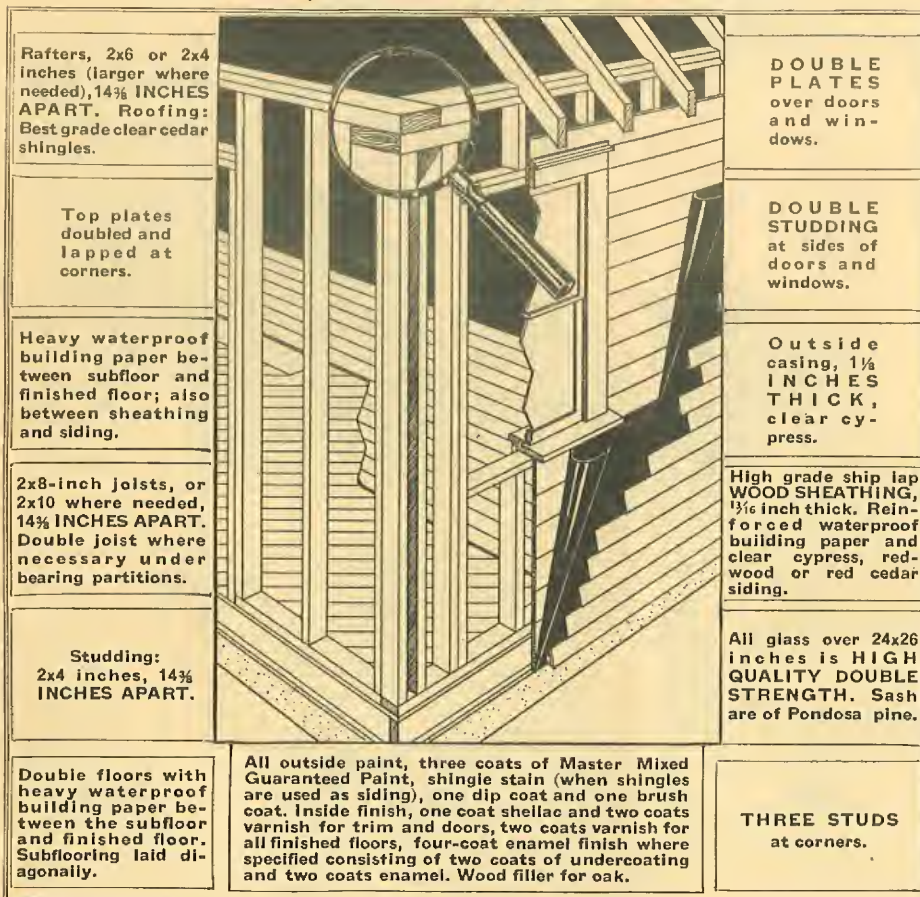 Rafters, 2x6 or 2x4
inches (larger where
needed), 14⅜ INCHES
APART. Roofing:
Best grade clear cedar
shingles.
Top plates
doubled and
lapped at
corners.
Heavy waterproof
building paper be-
tween subfloor and
finished floor; also
between sheathing
and siding.
2x8-inch joists, or
2x10 where needed,
14⅜ INCHES APART.
Double joist where
necessary under
bearing partitions.
Studding:
2x4 inches, 14⅜
INCHES APART.
Double floors with
heavy waterproof
building paper be-
tween the subfloor
and finished floor.
Subflooring laid di-
agonally.
All outside paint, three coats of Master Mixed
Guaranteed Paint, shingle stain (when shingles
are used as siding), one dip coat and one brush
coat. Inside finish, one coat shellac and two coats
varnish for trim and doors, two coats varnish for
all finished floors, four-coat enamel finish where
specified consisting of two coats of undercoating
and two coats enamel. Wood filler for oak.
DOUBLE
PLATES
over doors
and win-
dows.
DOUBLE
STUDDING
at sides of
doors and
windows.
Outside
casing, 1⅛
INCHES
THICK,
clear cy-
press.
High grade ship lap
WOOD SHEATHING,
13/16 inch thick. Rein-
forced waterproof
building paper and
clear cypress, red-
wood or red cedar
siding.
All glass over 24x26
inches is HIGH
QUALITY DOUBLE
STRENGTH. Sash
are of Pondosa pine.
THREE STUDS
at corners.